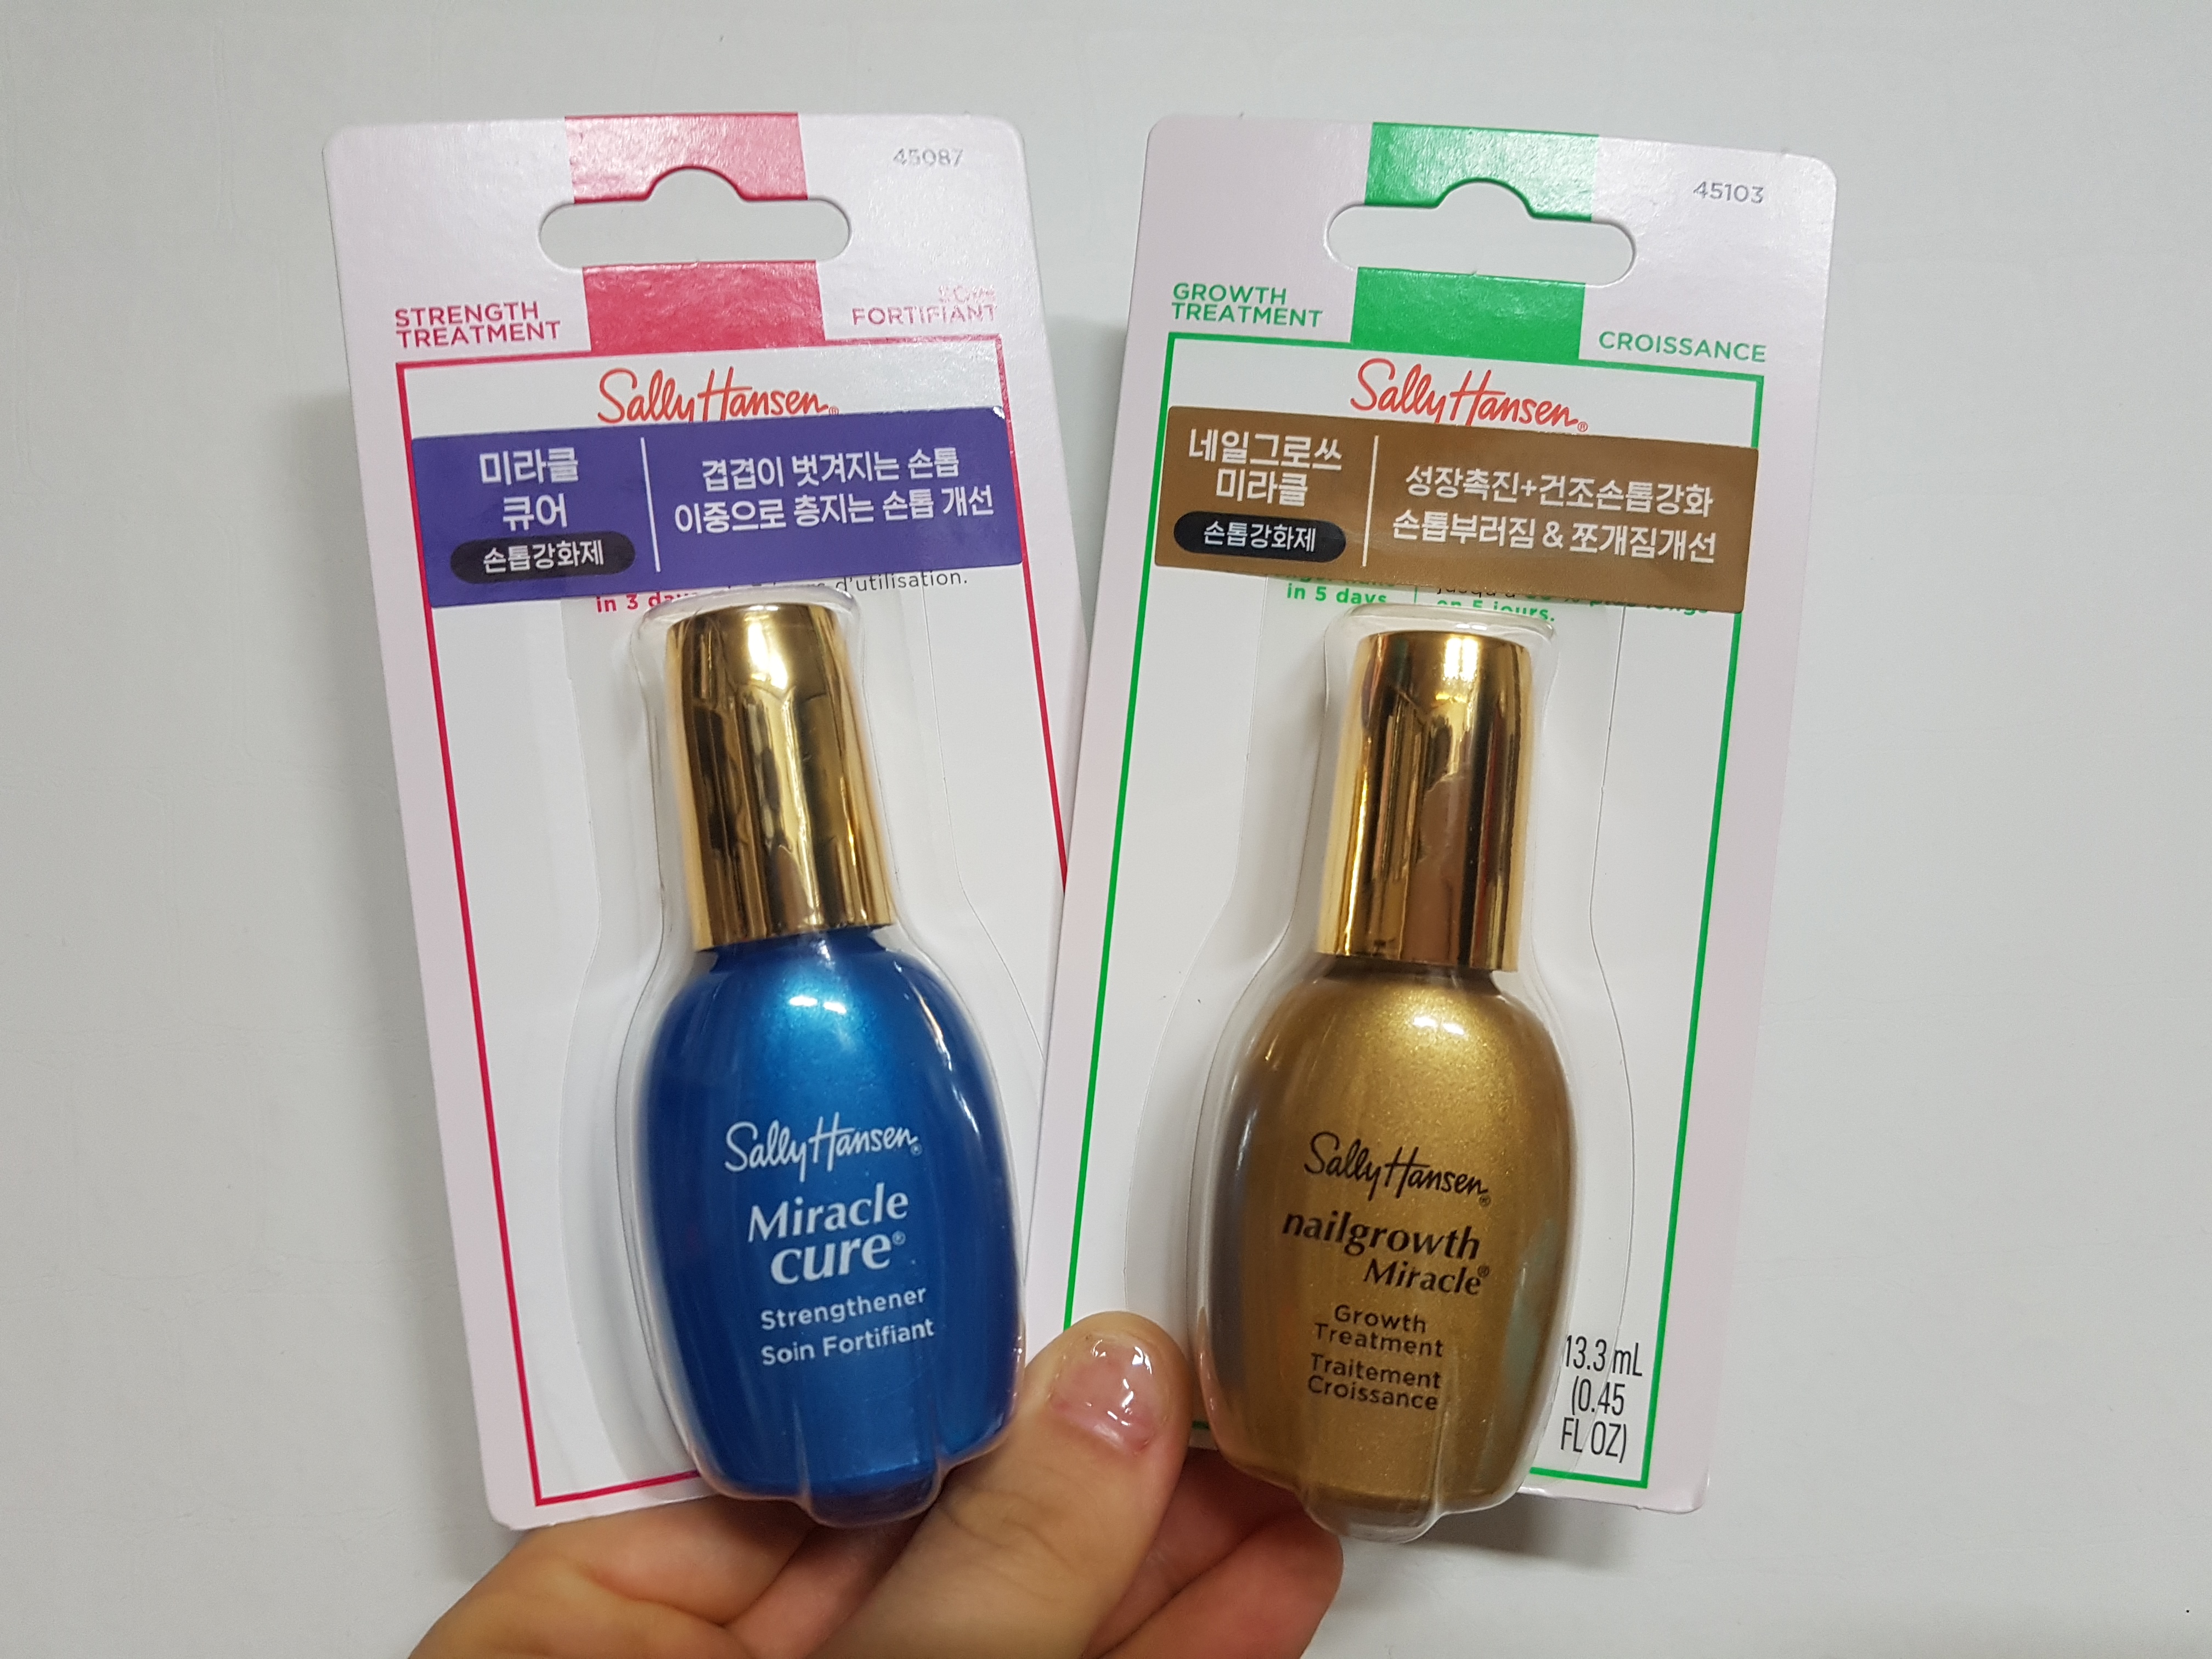 45087
STRENGTH
TREATMENT
FORTIFIANT
Sally Hansen®
미라클
큐어
손톱강화제
겹겹이 벗겨지는 손톱
이중으로 층지는 손톱 개선
d'utilisation.
in 3
Sally Hansen®
Miracle
cure®
Strengthener
Soin Fortifiant
45103
GROWTH
TREATMENT
CROISSANCE
Sally Hansen®
네일그로쓰
미라클
손톱강화제
성장촉진+건조손톱강화
손톱부러짐 & 쪼개짐개선
in 5 days
en 5 jours.
Sally Hansen®
nailgrowth
Miracle®
Growth
Treatment
Traitement
Croissance
13.3 mL
(0.45
FL OZ)